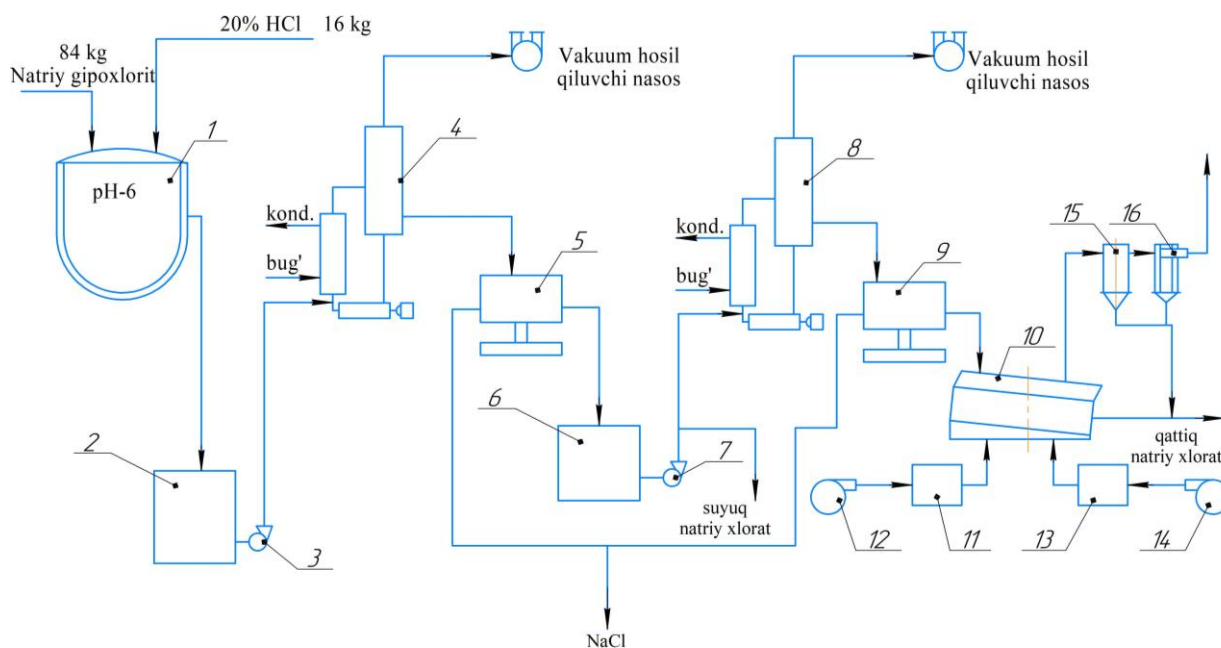 20% HCl 16 kg
84 kg
Natriy gipoxlorit
Vakuum hosil
qiluvchi nasos
Vakuum hosil
qiluvchi nasos
1
pH-6
4
8
kond.
bug'
kond.
bug'
5
9
15
16
10
6
2
7
3
suyuq
natriy xlorat
qattiq
natriy xlorat
12
11
13
14
NaCl